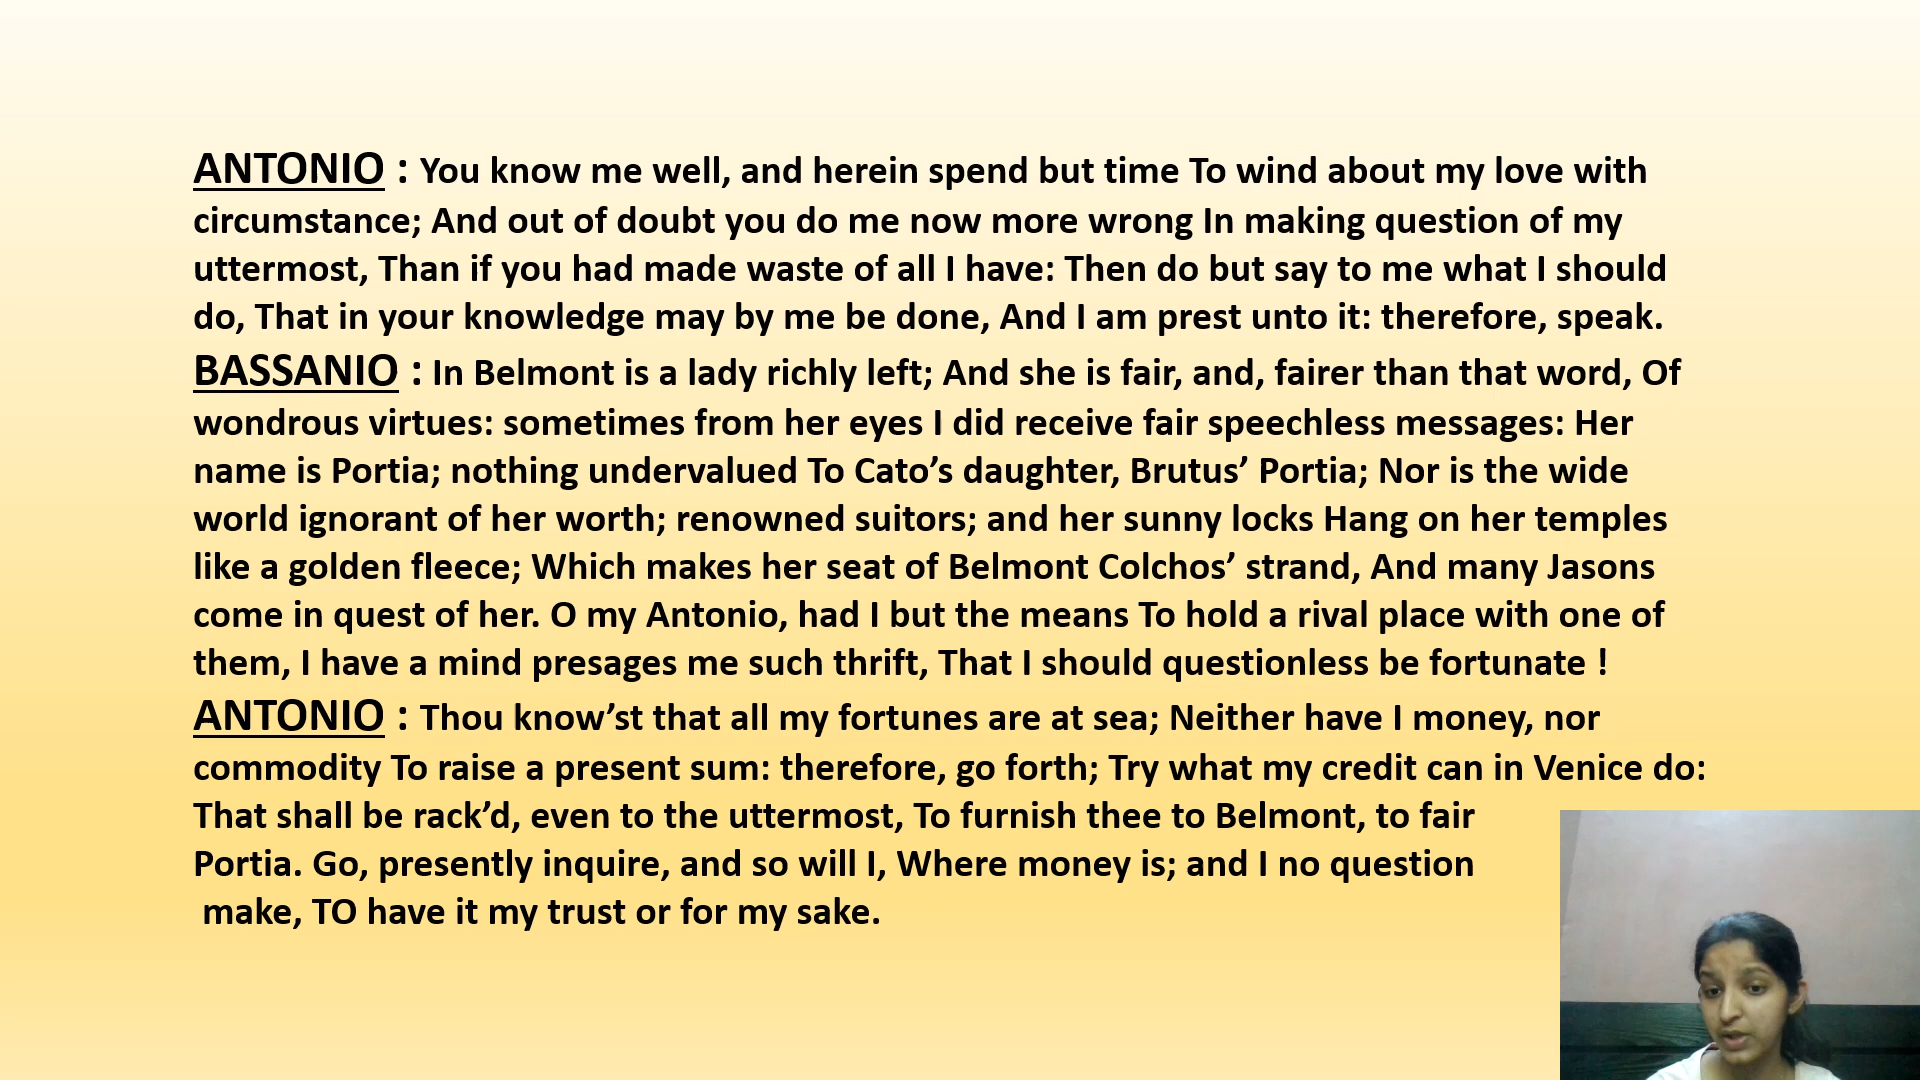 ANTONIO : You know me well, and herein spend but time To wind about my love with
circumstance; And out of doubt you do me now more wrong In making question of my
uttermost, Than if you had made waste of all I have: Then do but say to me what I should
do, That in your knowledge may by me be done, And I am prest unto it: therefore, speak.
BASSANIO : In Belmont is a lady richly left; And she is fair, and, fairer than that word, Of
wondrous virtues: sometimes from her eyes I did receive fair speechless messages: Her
name is Portia; nothing undervalued To Cato’s daughter, Brutus’ Portia; Nor is the wide
world ignorant of her worth; renowned suitors; and her sunny locks Hang on her temples
like a golden fleece; Which makes her seat of Belmont Colchos’ strand, And many Jasons
come in quest of her. O my Antonio, had I but the means To hold a rival place with one of
them, I have a mind presages me such thrift, That I should questionless be fortunate !
ANTONIO : Thou know’st that all my fortunes are at sea; Neither have I money, nor
commodity To raise a present sum: therefore, go forth; Try what my credit can in Venice do:
That shall be rack’d, even to the uttermost, To furnish thee to Belmont, to fair
Portia. Go, presently inquire, and so will I, Where money is; and I no question
make, TO have it my trust or for my sake.